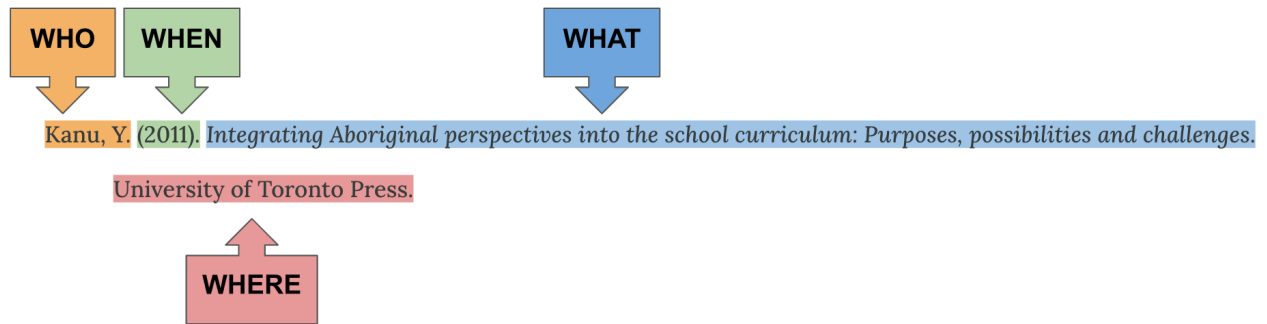 WHO WHEN WHAT
Kanu, Y. (2011). Integrating Aboriginal perspectives into the school curriculum: Purposes, possibilities and challenges.
University of Toronto Press.
WHERE